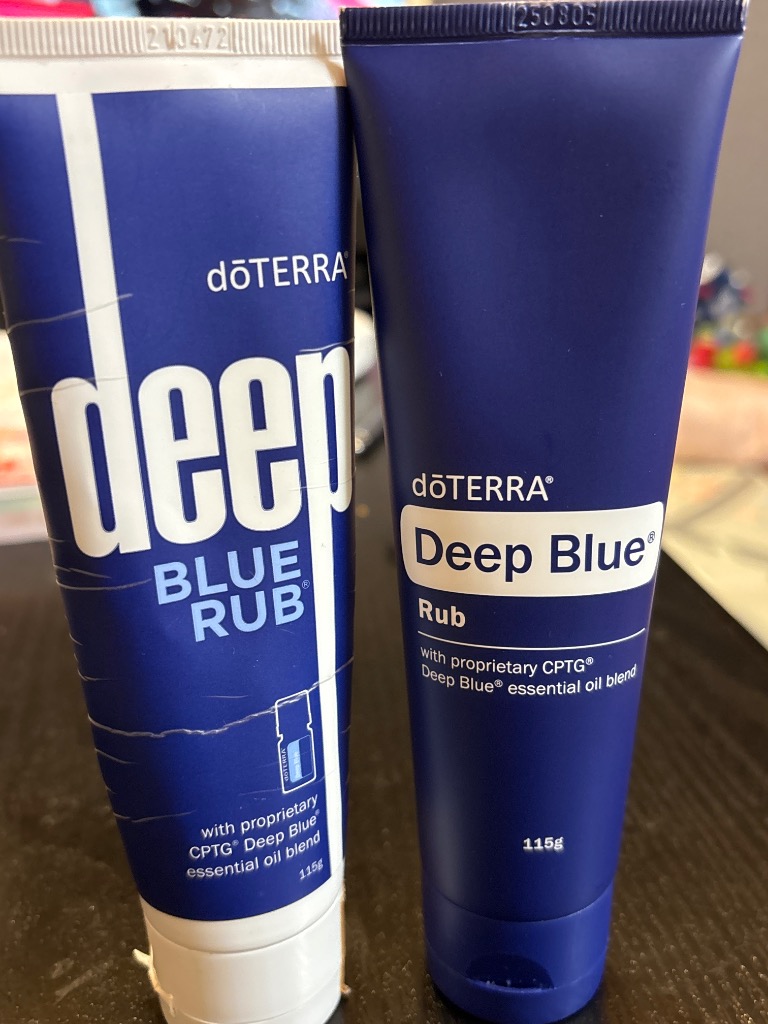 210472
dōTERRA®
deep
BLUE
RUB®
with proprietary
CPTG® Deep Blue®
essential oil blend
115g
250805
dōTERRA®
Deep Blue®
Rub
with proprietary CPTG®
Deep Blue® essential oil blend
115g